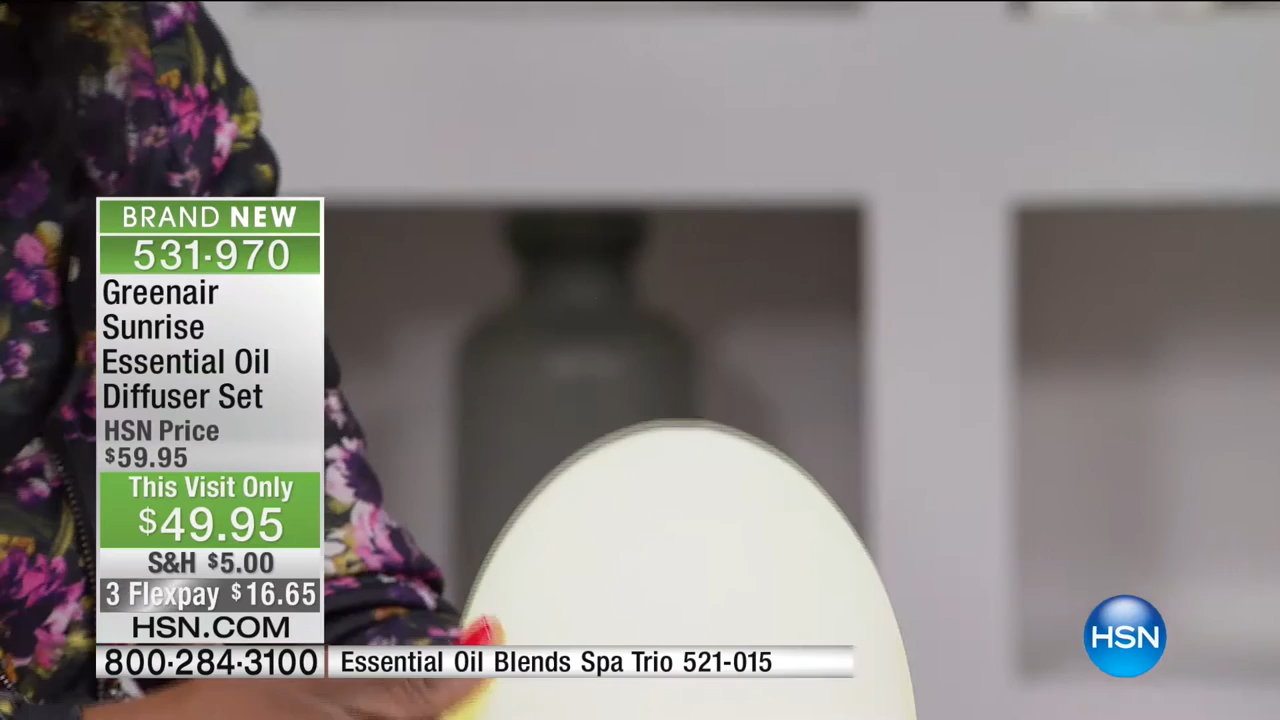 BRAND NEW
531·970
Greenair
Sunrise
Essential Oil
Diffuser Set
HSN Price
$59.95
This Visit Only
$49.95
S&H $5.00
3 Flexpay $16.65
HSN.COM
800·284·3100
Essential Oil Blends Spa Trio 521-015
HSN